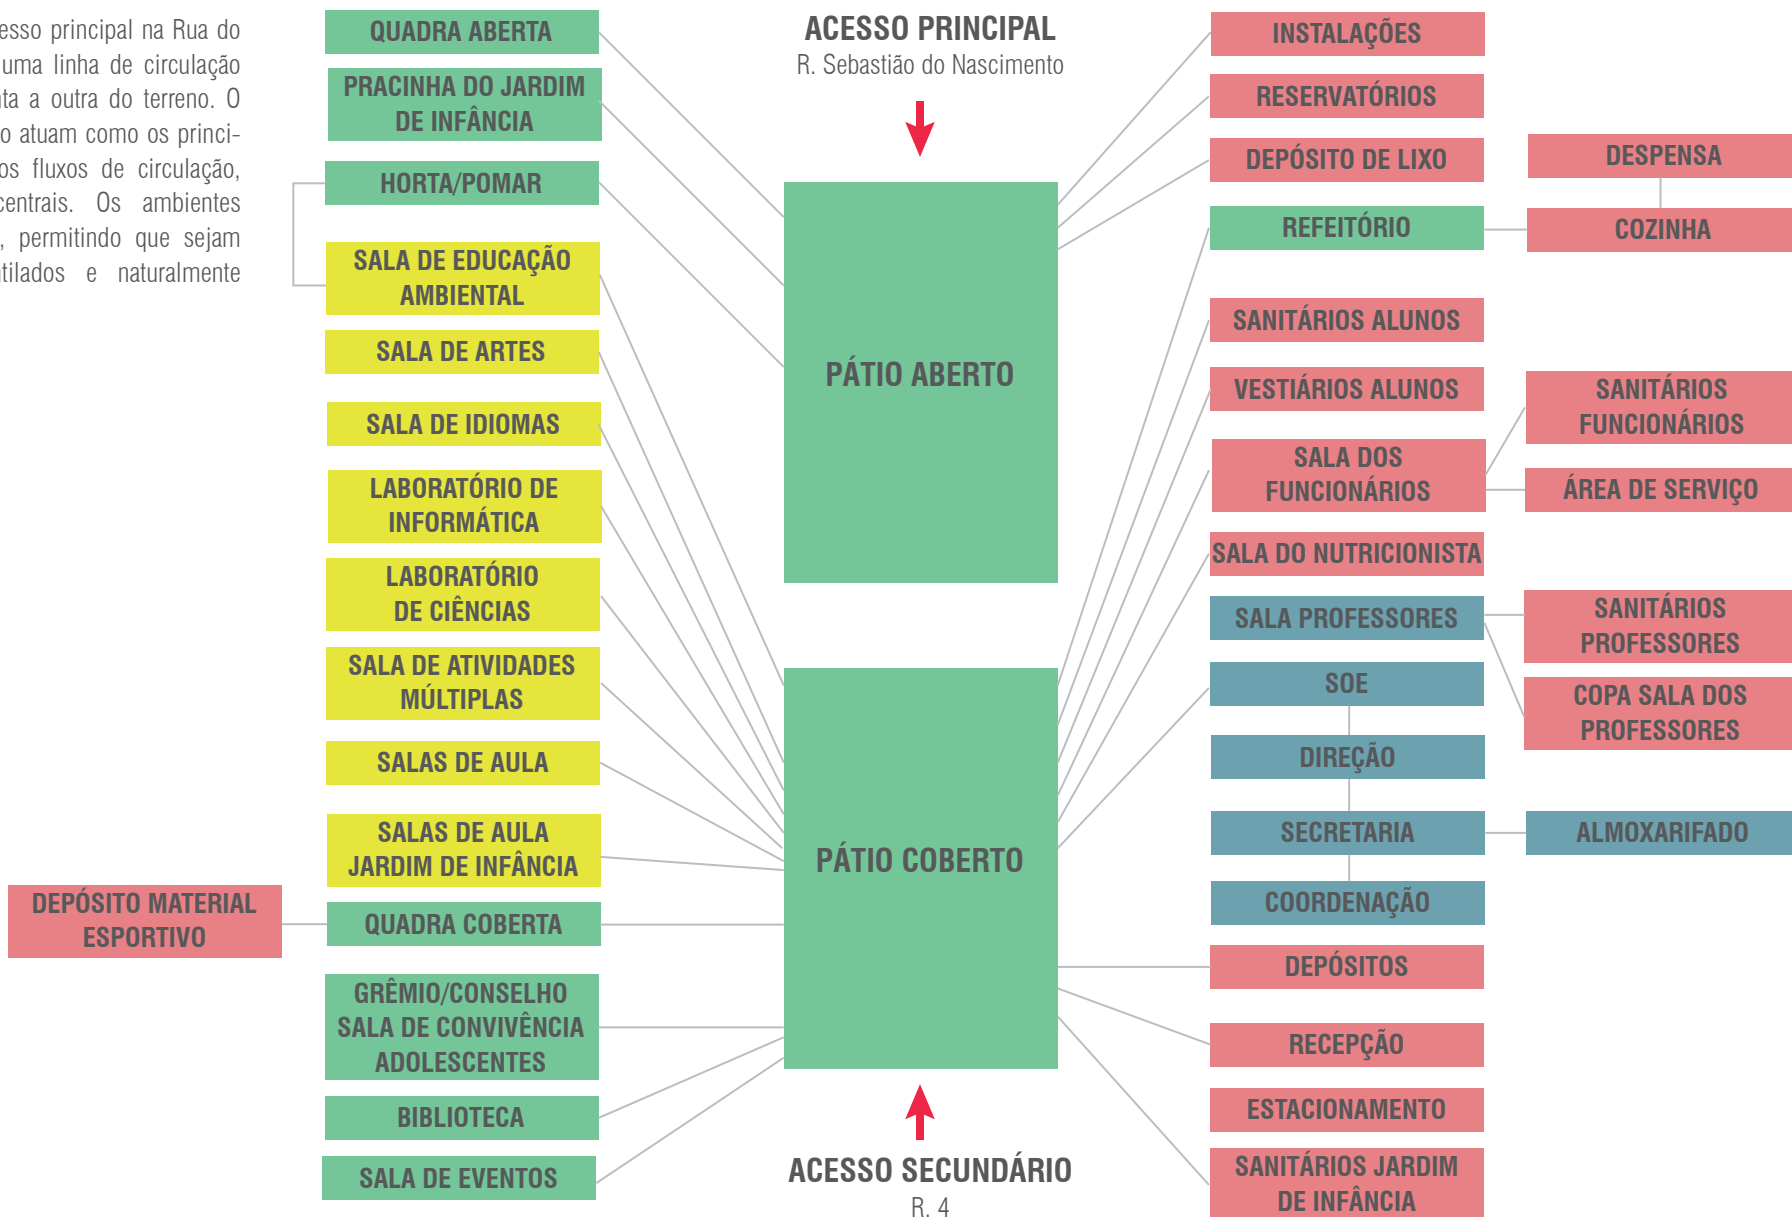 esso principal na Rua do
uma linha de circulação
ta a outra do terreno. O
o atuam como os princi-
os fluxos de circulação,
centrais. Os ambientes
, permitindo que sejam
tilados e naturalmente
QUADRA ABERTA
PRACINHA DO JARDIM
DE INFÂNCIA
HORTA/POMAR
SALA DE EDUCAÇÃO
AMBIENTAL
SALA DE ARTES
SALA DE IDIOMAS
LABORATÓRIO DE
INFORMÁTICA
LABORATÓRIO
DE CIÊNCIAS
SALA DE ATIVIDADES
MÚLTIPLAS
SALAS DE AULA
SALAS DE AULA
JARDIM DE INFÂNCIA
DEPÓSITO MATERIAL
ESPORTIVO
QUADRA COBERTA
GRÊMIO/CONSELHO
SALA DE CONVIVÊNCIA
ADOLESCENTES
BIBLIOTECA
SALA DE EVENTOS
ACESSO PRINCIPAL
R. Sebastião do Nascimento
PÁTIO ABERTO
PÁTIO COBERTO
ACESSO SECUNDÁRIO
R. 4
INSTALAÇÕES
RESERVATÓRIOS
DEPÓSITO DE LIXO
REFEITÓRIO
SANITÁRIOS ALUNOS
VESTIÁRIOS ALUNOS
SALA DOS
FUNCIONÁRIOS
SALA DO NUTRICIONISTA
SALA PROFESSORES
SOE
DIREÇÃO
SECRETARIA
COORDENAÇÃO
DEPÓSITOS
RECEPÇÃO
ESTACIONAMENTO
SANITÁRIOS JARDIM
DE INFÂNCIA
DESPENSA
COZINHA
SANITÁRIOS
FUNCIONÁRIOS
ÁREA DE SERVIÇO
SANITÁRIOS
PROFESSORES
COPA SALA DOS
PROFESSORES
ALMOXARIFADO